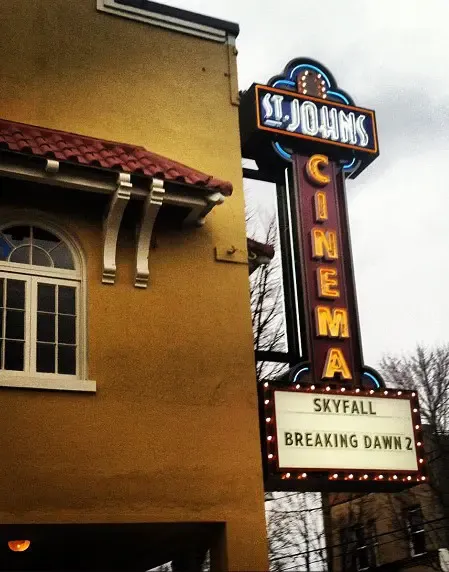 ST. JOHNS
CINEMA
SKYFALL
BREAKING DAWN 2